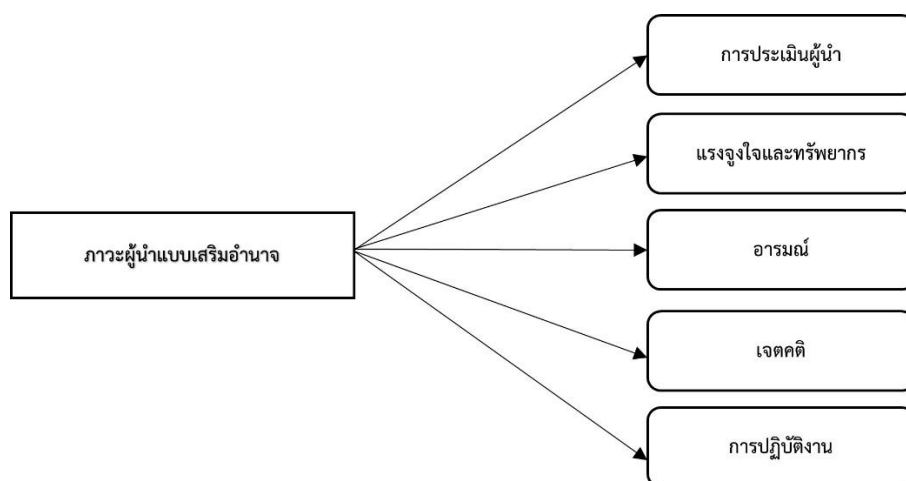 การประเมินผู้นำ
แรงจูงใจและทรัพยากร
ภาวะผู้นำแบบเสริมอำนาจ
อารมณ์
เจตคติ
การปฏิบัติงาน